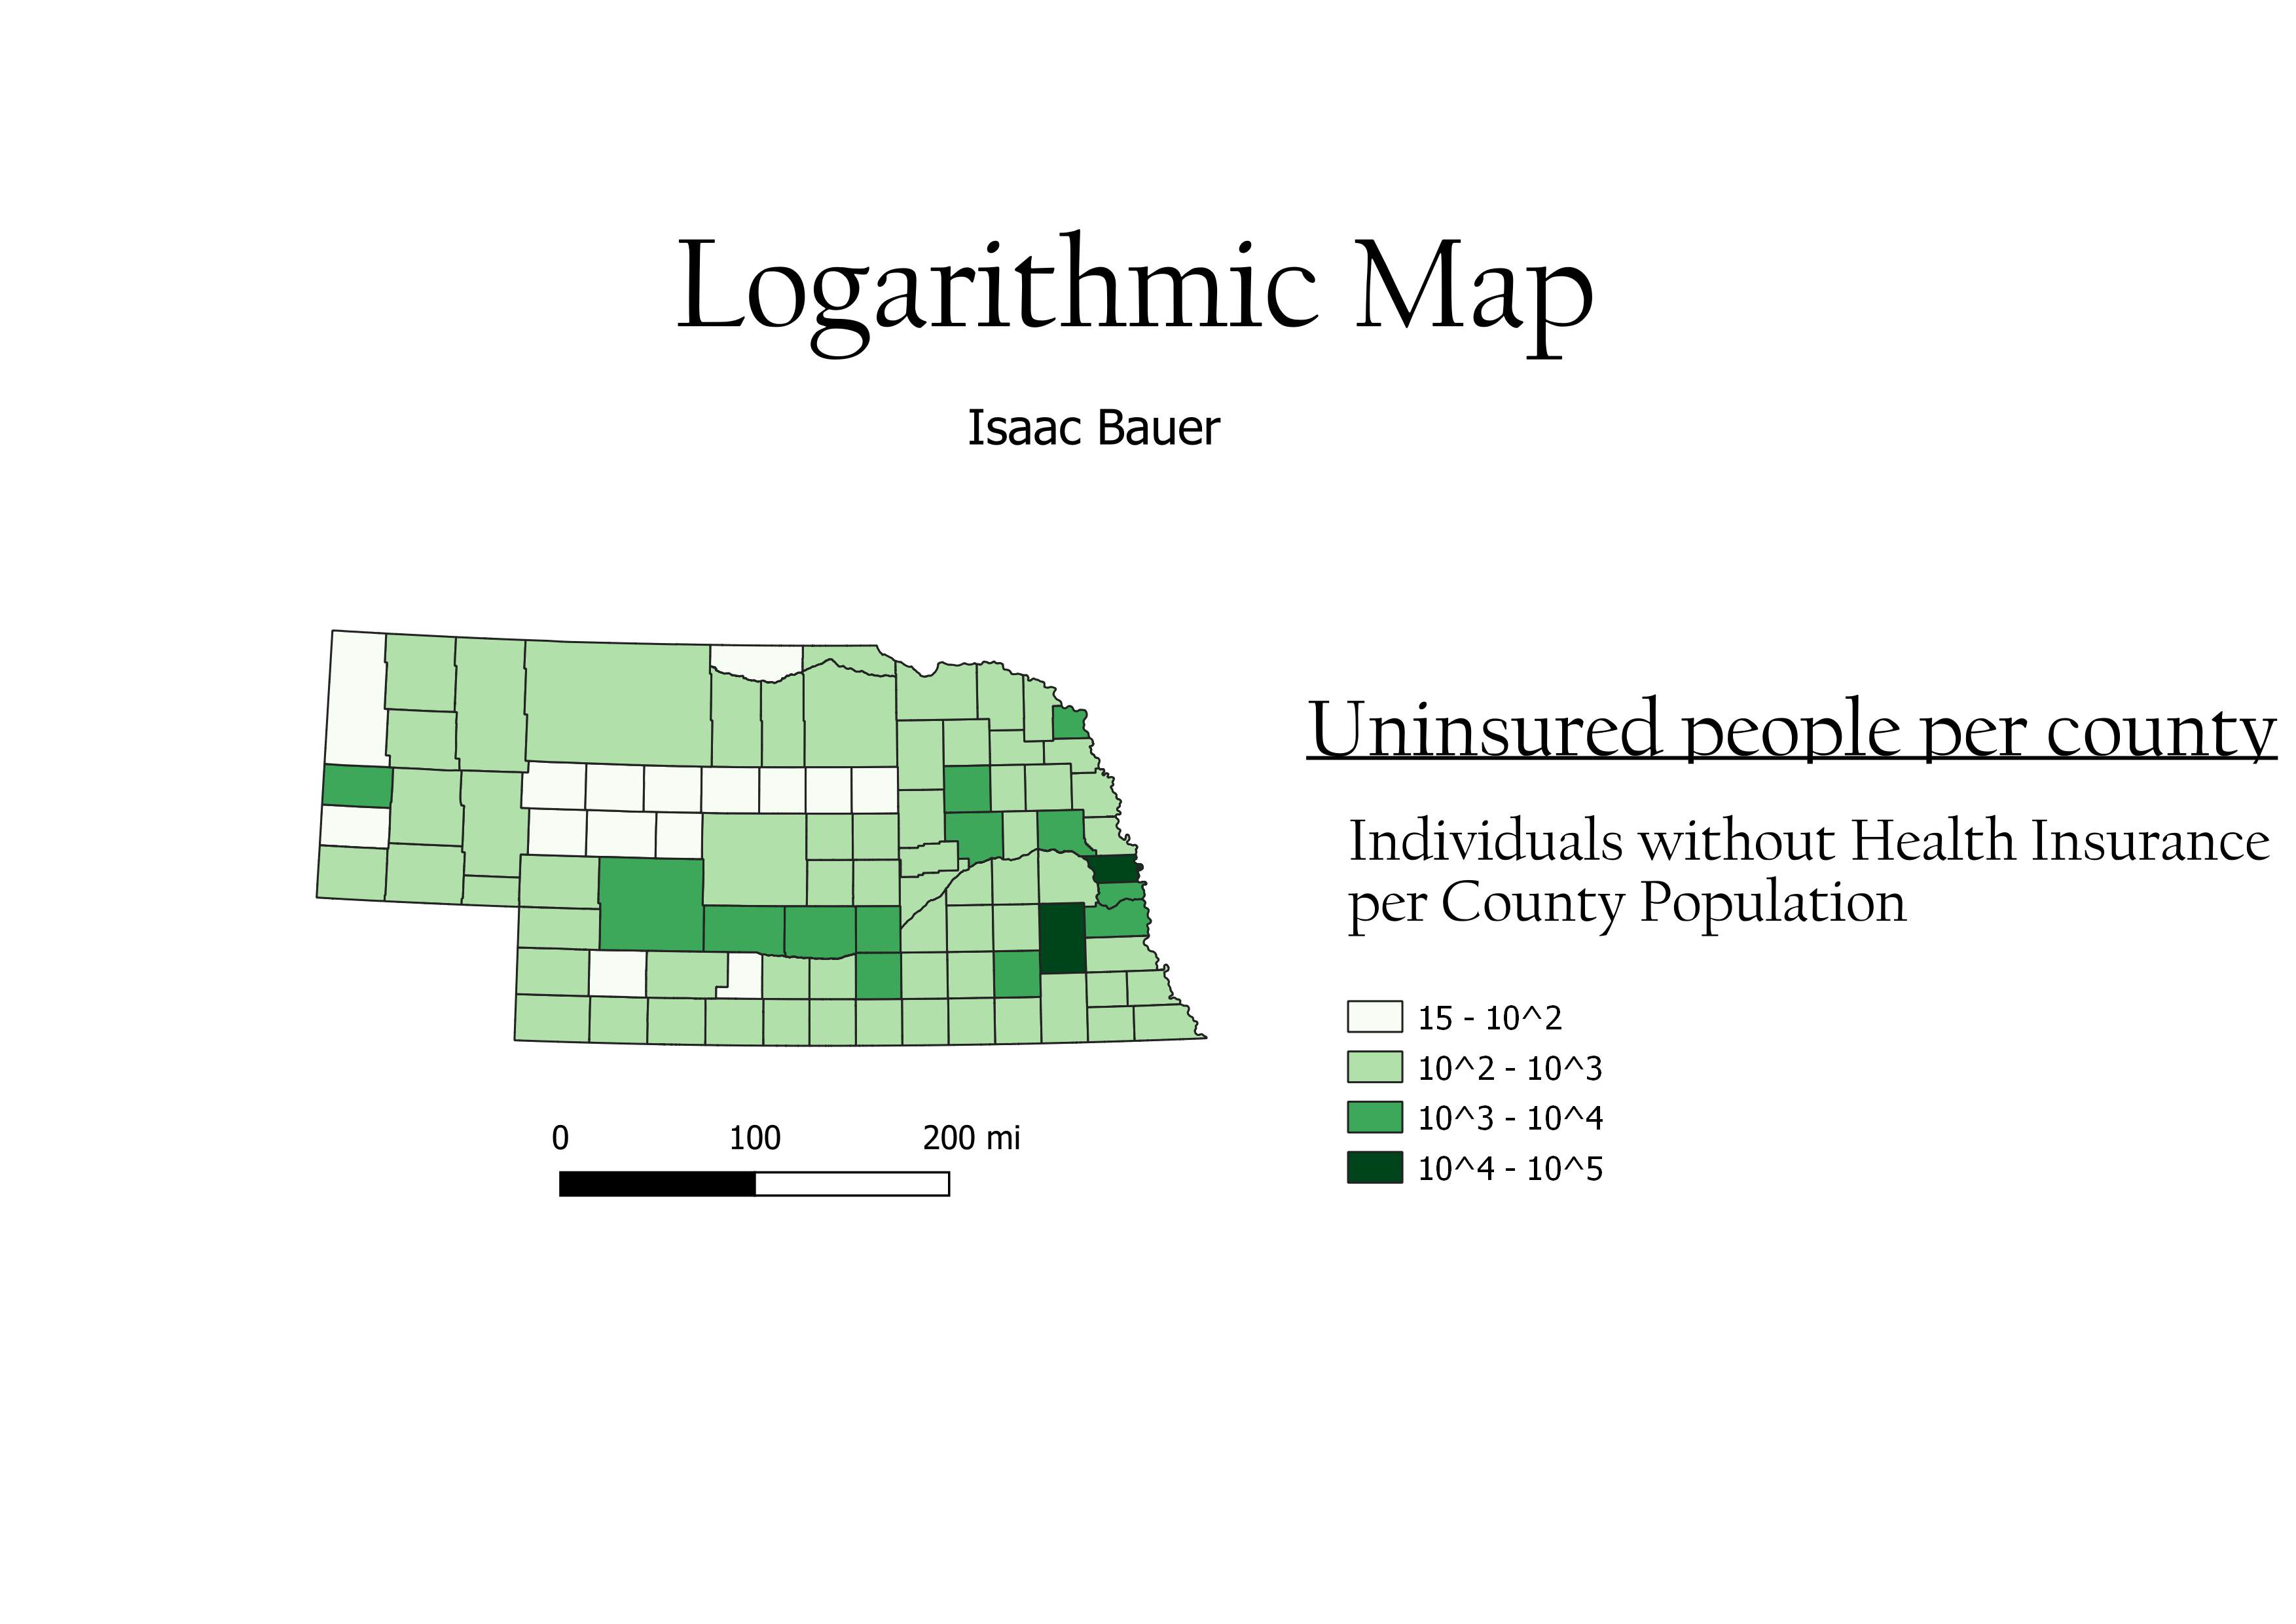 Logarithmic Map
Isaac Bauer
Uninsured people per county
Individuals without Health Insurance
per County Population
15 - 10^2
10^2 - 10^3
10^3 - 10^4
10^4 - 10^5
0 100 200 mi